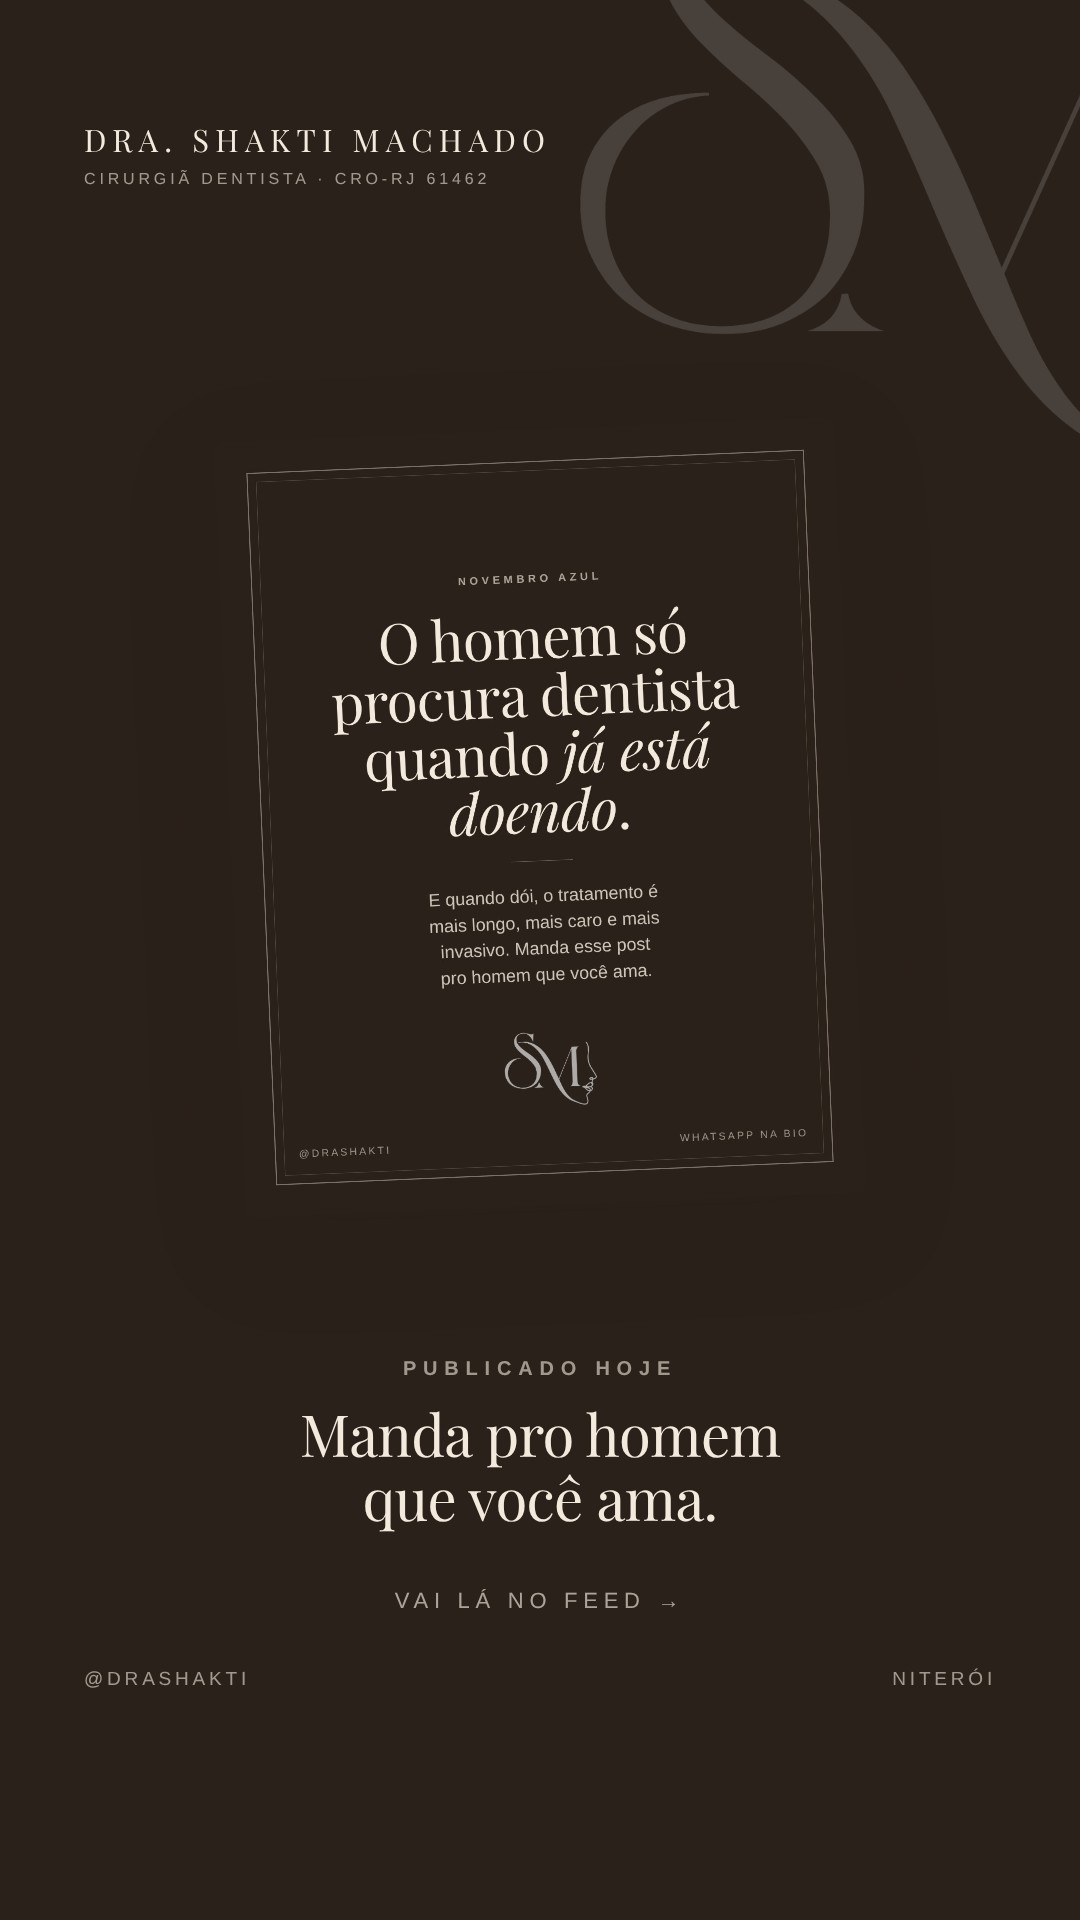 DRA. SHAKTI MACHADO
CIRURGIÃ DENTISTA · CRO-RJ 61462
NOVEMBRO AZUL
O homem só
procura dentista
quando já está
doendo.
E quando dói, o tratamento é
mais longo, mais caro e mais
invasivo. Manda esse post
pro homem que você ama.
SM
@DRASHAKTI
WHATSAPP NA BIO
PUBLICADO HOJE
Manda pro homem
que você ama.
VAI LÁ NO FEED →
@DRASHAKTI
NITERÓI